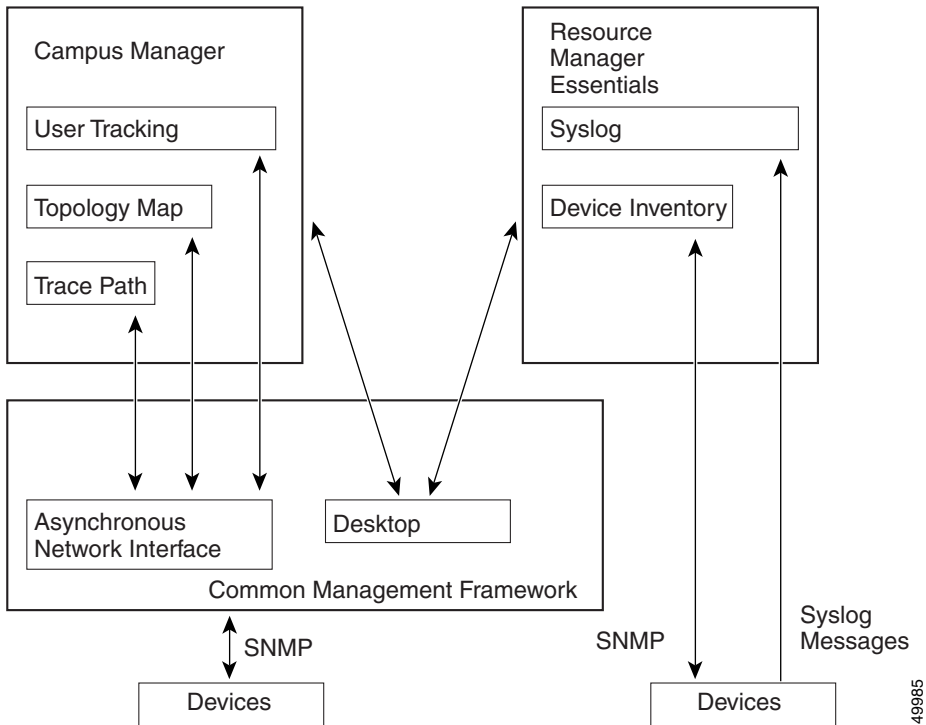 Campus Manager
User Tracking
Topology Map
Trace Path
Resource
Manager
Essentials
Syslog
Device Inventory
Asynchronous
Network Interface
Desktop
Common Management Framework
SNMP
Devices
SNMP
Syslog
Messages
Devices
49985